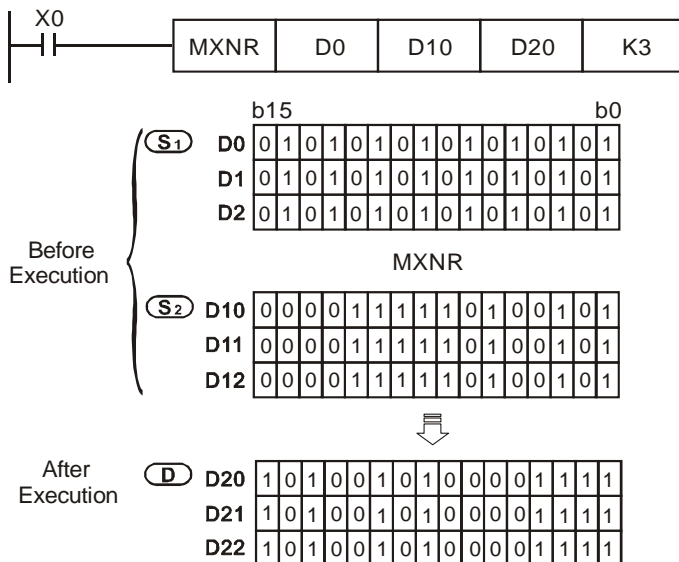 X0
MXNR D0 D10 D20 K3
b15 b0
S1 D0 0 1 0 1 0 1 0 1 0 1 0 1 0 1 0 1
D1 0 1 0 1 0 1 0 1 0 1 0 1 0 1 0 1
D2 0 1 0 1 0 1 0 1 0 1 0 1 0 1 0 1
Before
Execution
MXNR
S2 D10 0 0 0 0 1 1 1 1 1 0 1 0 0 1 0 1
D11 0 0 0 0 1 1 1 1 1 0 1 0 0 1 0 1
D12 0 0 0 0 1 1 1 1 1 0 1 0 0 1 0 1
After
Execution
D D20 1 0 1 0 0 1 0 1 0 0 0 0 1 1 1 1
D21 1 0 1 0 0 1 0 1 0 0 0 0 1 1 1 1
D22 1 0 1 0 0 1 0 1 0 0 0 0 1 1 1 1